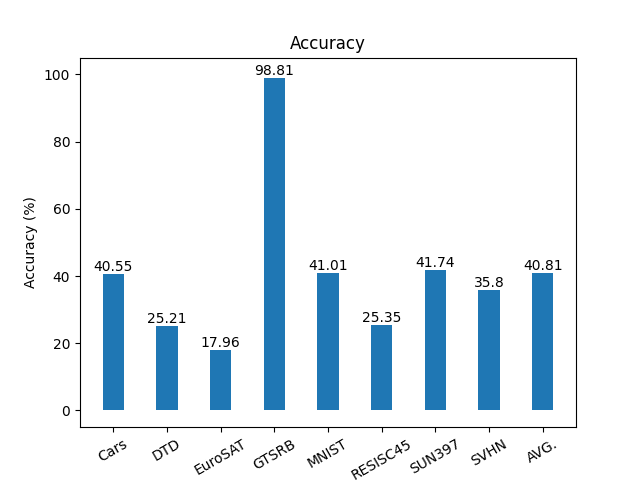 Accuracy
Accuracy (%)
100
80
60
40
20
0
40.55
25.21
17.96
98.81
41.01
25.35
41.74
35.8
40.81
Cars
DTD
EuroSAT
GTSRB
MNIST
RESISC45
SUN397
SVHN
AVG.